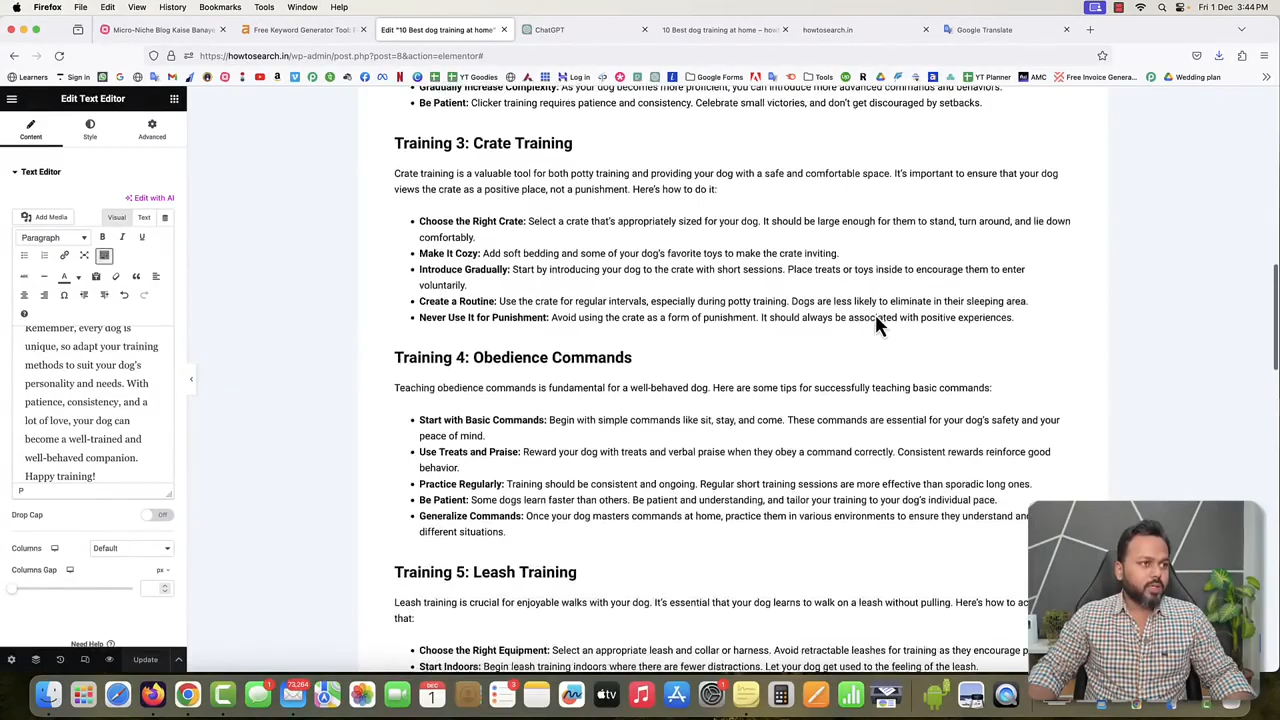 Firefox File Edit View History Bookmarks Tools Window Help
Fri 1 Dec 3:44 PM
Micro-Niche Blog Kaise Banaye
Free Keyword Generator Tool: F
Edit "10 Best dog training at home"
ChatGPT
10 Best dog training at home – how
howtosearch.in
Google Translate
https://howtosearch.in/wp-admin/post.php?post=8&action=elementor#
Learners
Sign in
YT Goodies
Log in
Google Forms
Tools
YT Planner
AMC
Free Invoice Genera
Wedding plan
Edit Text Editor
Content Style Advanced
Text Editor
Edit with AI
Add Media Visual Text
Paragraph
B I U
ABC
Remember, every dog is
unique, so adapt your training
methods to suit your dog's
personality and needs. With
patience, consistency, and a
lot of love, your dog can
become a well-trained and
well-behaved companion.
Happy training!
P
Drop Cap Off
Columns Default
Columns Gap px
Need Help
Update
Gradually Increase Complexity: As your dog becomes more proficient, you can introduce more advanced commands and behaviors.
Be Patient: Clicker training requires patience and consistency. Celebrate small victories, and don't get discouraged by setbacks.
Training 3: Crate Training
Crate training is a valuable tool for both potty training and providing your dog with a safe and comfortable space. It's important to ensure that your dog
views the crate as a positive place, not a punishment. Here's how to do it:
Choose the Right Crate: Select a crate that's appropriately sized for your dog. It should be large enough for them to stand, turn around, and lie down
comfortably.
Make It Cozy: Add soft bedding and some of your dog's favorite toys to make the crate inviting.
Introduce Gradually: Start by introducing your dog to the crate with short sessions. Place treats or toys inside to encourage them to enter
voluntarily.
Create a Routine: Use the crate for regular intervals, especially during potty training. Dogs are less likely to eliminate in their sleeping area.
Never Use It for Punishment: Avoid using the crate as a form of punishment. It should always be associated with positive experiences.
Training 4: Obedience Commands
Teaching obedience commands is fundamental for a well-behaved dog. Here are some tips for successfully teaching basic commands:
Start with Basic Commands: Begin with simple commands like sit, stay, and come. These commands are essential for your dog's safety and your
peace of mind.
Use Treats and Praise: Reward your dog with treats and verbal praise when they obey a command correctly. Consistent rewards reinforce good
behavior.
Practice Regularly: Training should be consistent and ongoing. Regular short training sessions are more effective than sporadic long ones.
Be Patient: Some dogs learn faster than others. Be patient and understanding, and tailor your training to your dog's individual pace.
Generalize Commands: Once your dog masters commands at home, practice them in various environments to ensure they understand and
different situations.
Training 5: Leash Training
Leash training is crucial for enjoyable walks with your dog. It's essential that your dog learns to walk on a leash without pulling. Here's how to
that:
Choose the Right Equipment: Select an appropriate leash and collar or harness. Avoid retractable leashes for training as they encourage
Start Indoors: Begin leash training indoors where there are fewer distractions. Let your dog get used to the feeling of the leash.
1
73,264
DEC
1
3
tv
1